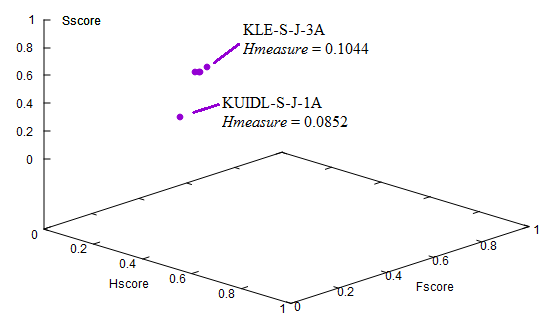 1
Sscore
0.8
0.6
0.4
0.2
0
KLE-S-J-3A
Hmeasure = 0.1044
KUIDL-S-J-1A
Hmeasure = 0.0852
0
0.2
0.4
0.6
0.8
1
Hscore
0
0.2
0.4
0.6
0.8
1
Fscore